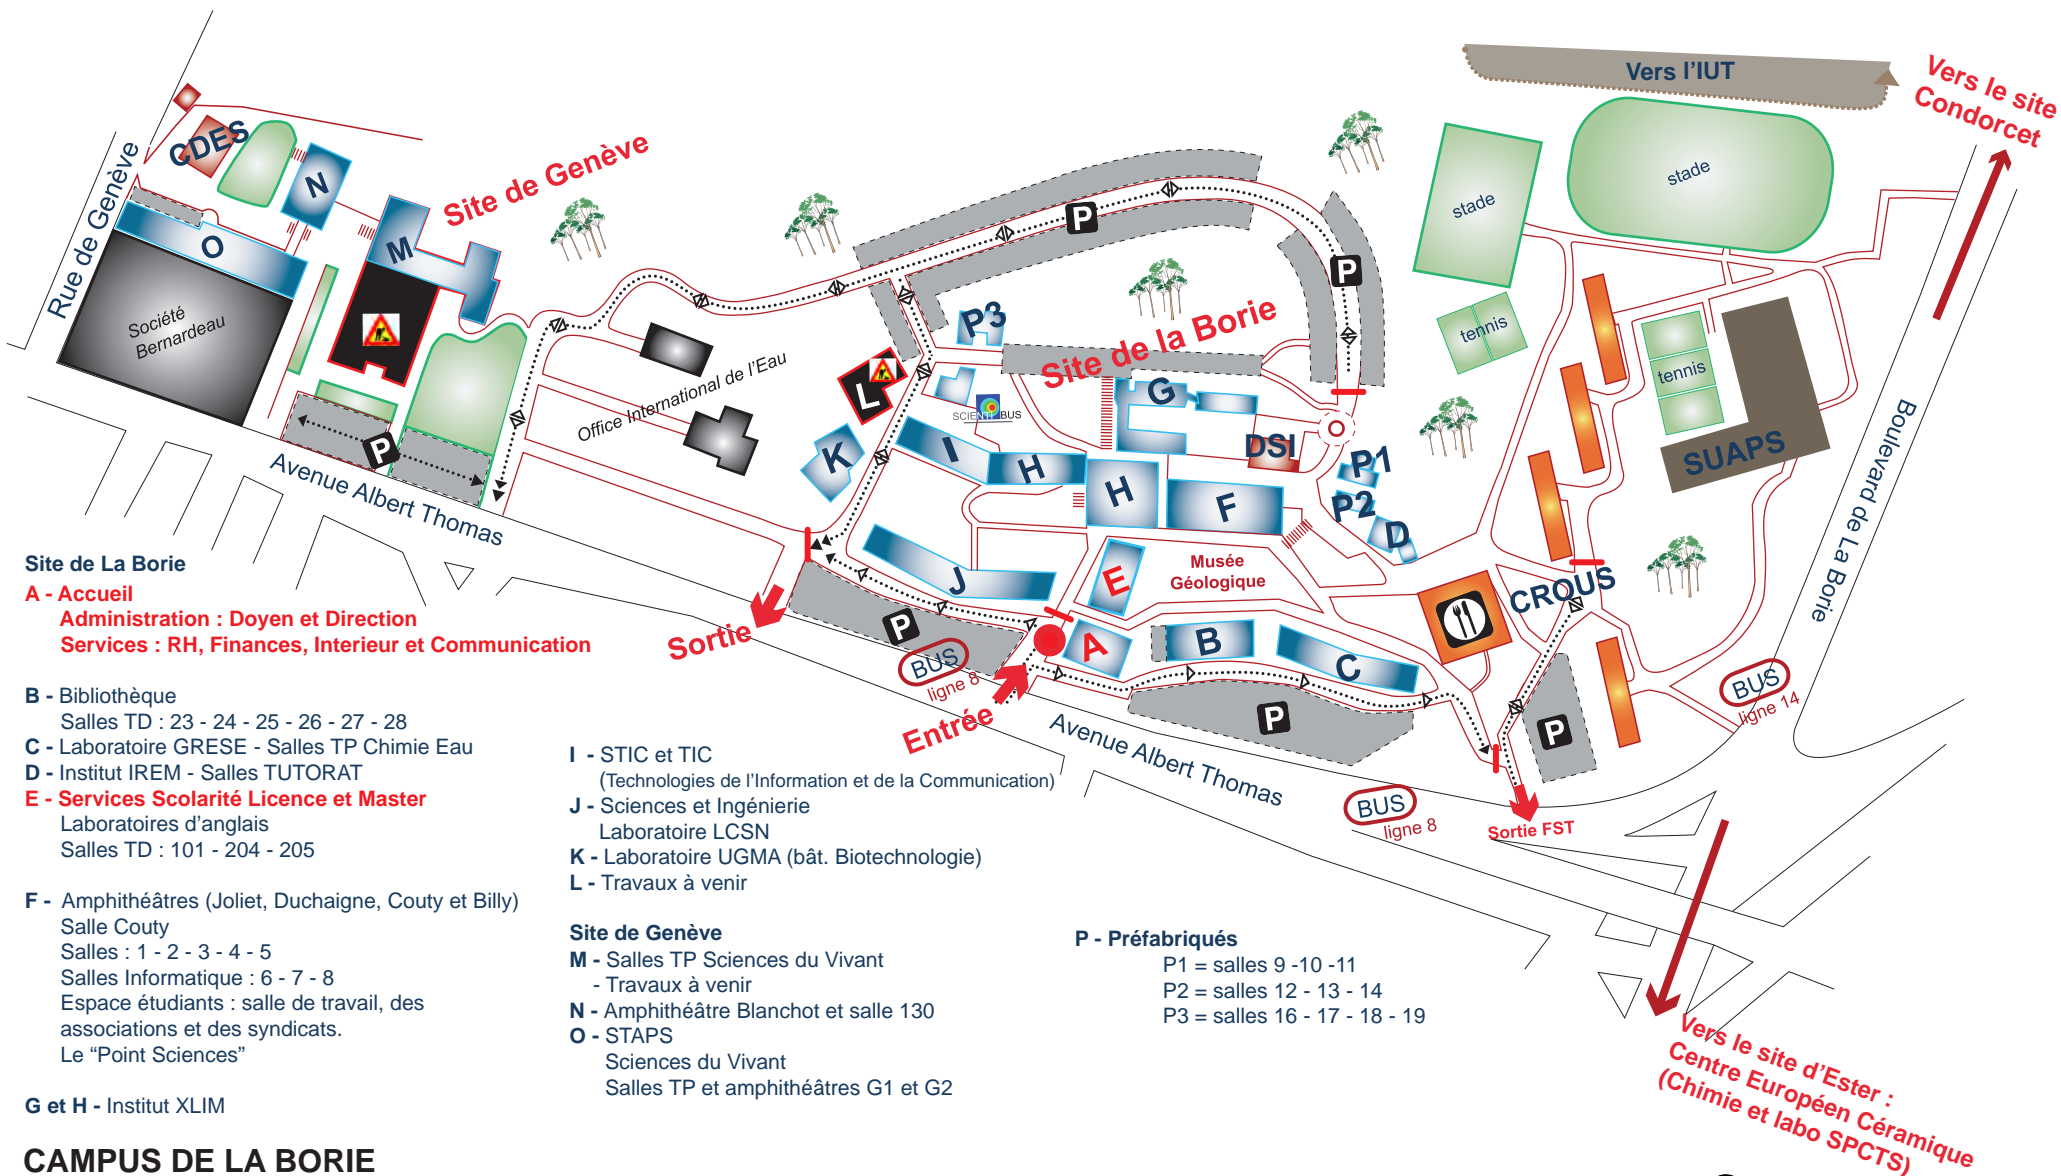 Vers l'IUT
Vers le site
Condorcet
stade
stade
tennis
tennis
SUAPS
Boulevard de La Borie
CDES
N
Rue de Genève
O
M
Site de Genève
Société
Bernardeau
P
P
P
Office International de l'Eau
Avenue Albert Thomas
P3
Site de la Borie
L
SCIENTIBUS
G
DSI
K
I
H
H
F
P1
P2
D
J
E
Musée
Géologique
CROUS
A
B
C
P
P
P
Sortie
BUS
ligne 8
Entrée
Avenue Albert Thomas
BUS
ligne 8
Sortie FST
BUS
ligne 14
Site de La Borie
A - Accueil
Administration : Doyen et Direction
Services : RH, Finances, Interieur et Communication
B - Bibliothèque
Salles TD : 23 - 24 - 25 - 26 - 27 - 28
C - Laboratoire GRESE - Salles TP Chimie Eau
D - Institut IREM - Salles TUTORAT
E - Services Scolarité Licence et Master
Laboratoires d'anglais
Salles TD : 101 - 204 - 205
F - Amphithéâtres (Joliet, Duchaigne, Couty et Billy)
Salle Couty
Salles : 1 - 2 - 3 - 4 - 5
Salles Informatique : 6 - 7 - 8
Espace étudiants : salle de travail, des
associations et des syndicats.
Le “Point Sciences”
G et H - Institut XLIM
I - STIC et TIC
(Technologies de l'Information et de la Communication)
J - Sciences et Ingénierie
Laboratoire LCSN
K - Laboratoire UGMA (bât. Biotechnologie)
L - Travaux à venir
Site de Genève
M - Salles TP Sciences du Vivant
- Travaux à venir
N - Amphithéâtre Blanchot et salle 130
O - STAPS
Sciences du Vivant
Salles TP et amphithéâtres G1 et G2
P - Préfabriqués
P1 = salles 9 -10 -11
P2 = salles 12 - 13 - 14
P3 = salles 16 - 17 - 18 - 19
Vers le site d'Ester :
Centre Européen Céramique
(Chimie et labo SPCTS)
CAMPUS DE LA BORIE